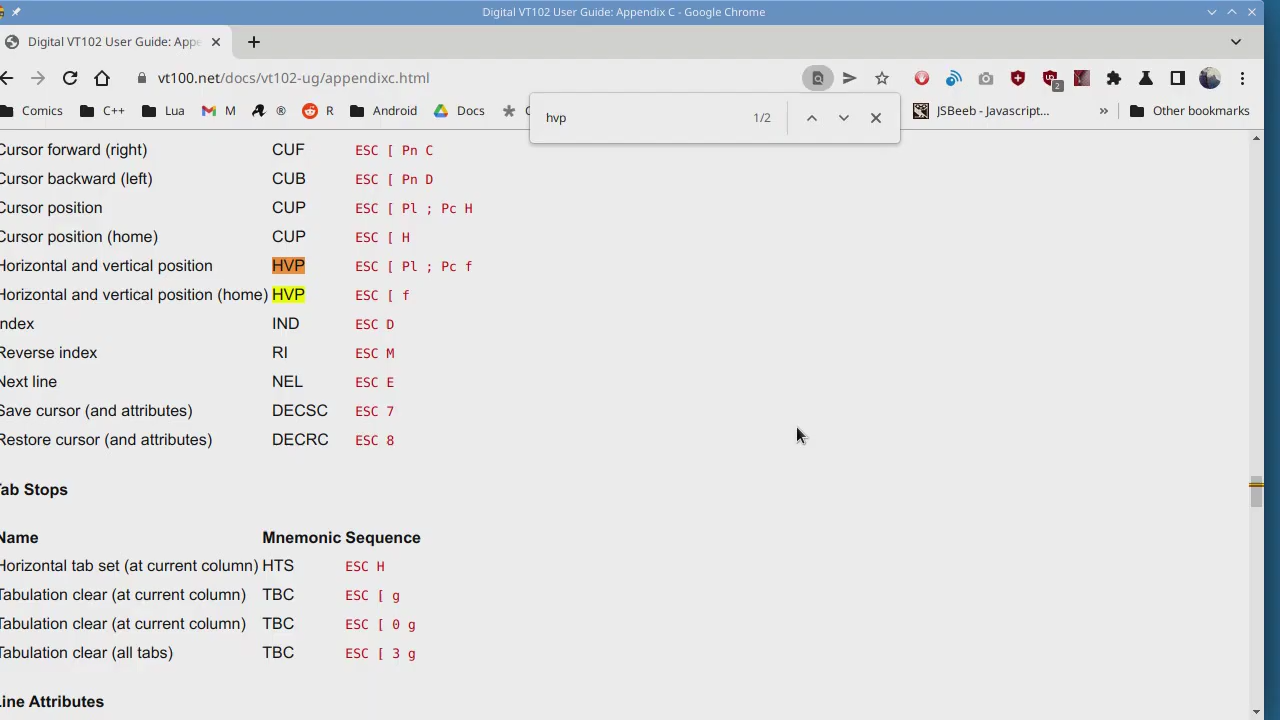 Digital VT102 User Guide: Appendix C - Google Chrome
Digital VT102 User Guide: Appe
vt100.net/docs/vt102-ug/appendixc.html
2
Comics C++ Lua M ® R Android Docs JSBeeb - Javascript... » Other bookmarks
hvp 1/2
Cursor forward (right) CUF ESC [ Pn C
Cursor backward (left) CUB ESC [ Pn D
Cursor position CUP ESC [ Pl ; Pc H
Cursor position (home) CUP ESC [ H
Horizontal and vertical position HVP ESC [ Pl ; Pc f
Horizontal and vertical position (home) HVP ESC [ f
Index IND ESC D
Reverse index RI ESC M
Next line NEL ESC E
Save cursor (and attributes) DECSC ESC 7
Restore cursor (and attributes) DECRC ESC 8
Tab Stops
Name Mnemonic Sequence
Horizontal tab set (at current column) HTS ESC H
Tabulation clear (at current column) TBC ESC [ g
Tabulation clear (at current column) TBC ESC [ 0 g
Tabulation clear (all tabs) TBC ESC [ 3 g
Line Attributes